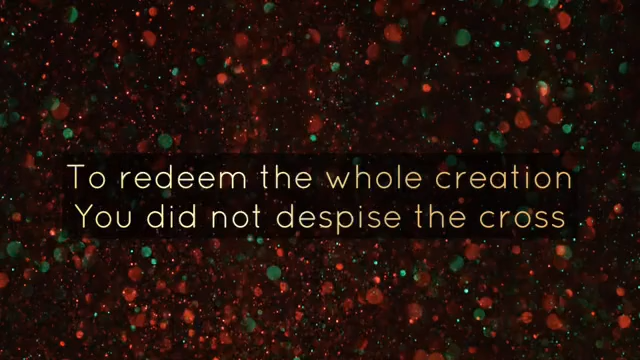 To redeem the whole creation
You did not despise the cross